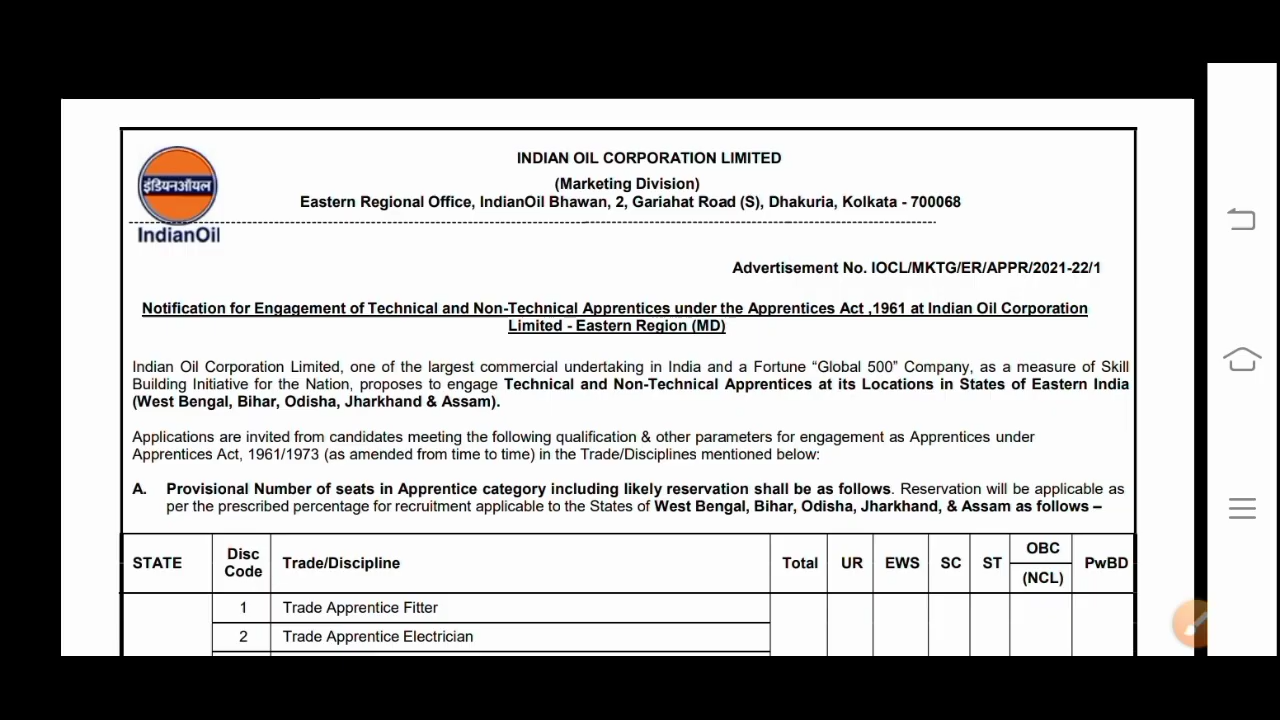 INDIAN OIL CORPORATION LIMITED
(Marketing Division)
Eastern Regional Office, IndianOil Bhawan, 2, Gariahat Road (S), Dhakuria, Kolkata - 700068
इंडियनऑयल
IndianOil
Advertisement No. IOCL/MKTG/ER/APPR/2021-22/1
Notification for Engagement of Technical and Non-Technical Apprentices under the Apprentices Act ,1961 at Indian Oil Corporation
Limited - Eastern Region (MD)
Indian Oil Corporation Limited, one of the largest commercial undertaking in India and a Fortune “Global 500” Company, as a measure of Skill
Building Initiative for the Nation, proposes to engage Technical and Non-Technical Apprentices at its Locations in States of Eastern India
(West Bengal, Bihar, Odisha, Jharkhand & Assam).
Applications are invited from candidates meeting the following qualification & other parameters for engagement as Apprentices under
Apprentices Act, 1961/1973 (as amended from time to time) in the Trade/Disciplines mentioned below:
A. Provisional Number of seats in Apprentice category including likely reservation shall be as follows. Reservation will be applicable as
per the prescribed percentage for recruitment applicable to the States of West Bengal, Bihar, Odisha, Jharkhand, & Assam as follows –
STATE Disc Code Trade/Discipline Total UR EWS SC ST OBC (NCL) PwBD
1 Trade Apprentice Fitter
2 Trade Apprentice Electrician